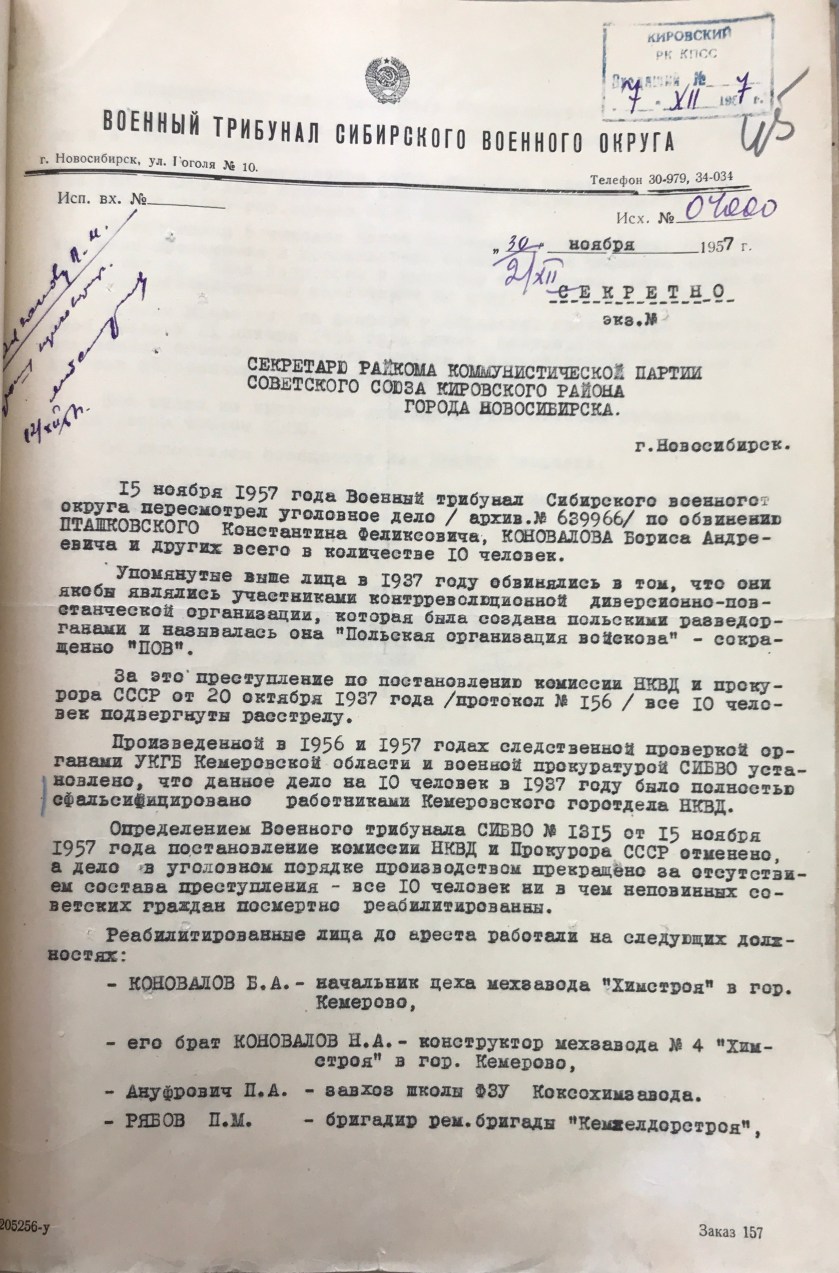 КИРОВСКИЙ
РК КПСС
Входящий №
7 XII 1957 г.
ВОЕННЫЙ ТРИБУНАЛ СИБИРСКОГО ВОЕННОГО ОКРУГА
г. Новосибирск, ул. Гоголя № 10.
Телефон 30-979, 34-034
Исп. вх. №
Исх. № 04000
„30" ноября 1957 г.
2/XII
СЕКРЕТНО
экз.№
СЕКРЕТАРЮ РАЙКОМА КОММУНИСТИЧЕСКОЙ ПАРТИИ
СОВЕТСКОГО СОЮЗА КИРОВСКОГО РАЙОНА
ГОРОДА НОВОСИБИРСКА.
г.Новосибирск.
15 ноября 1957 года Военный трибунал Сибирского военногот
округа пересмотрел уголовное дело / архив.№ 639966/ по обвинению
ПТАШКОВСКОГО Константина Феликсовича, КОНОВАЛОВА Бориса Андре-
евича и других всего в количестве 10 человек.
Упомянутые выше лица в 1937 году обвинялись в том, что они
якобы являлись участниками контрреволюционной диверсионно-пов-
станческой организации, которая была создана польскими разведор-
ганами и называлась она "Польская организация войскова" - сокра-
щенно "ПОВ".
За это преступление по постановлению комиссии НКВД и проку-
рора СССР от 20 октября 1937 года /протокол № 156 / все 10 чело-
век подвергнуты расстрелу.
Произведенной в 1956 и 1957 годах следственной проверкой ор-
ганами УКГБ Кемеровской области и военной прокуратурой СИБВО уста-
новлено, что данное дело на 10 человек в 1937 году было полностью
сфальсифицировано работниками Кемеровского горотдела НКВД.
Определением Военного трибунала СИБВО № 1315 от 15 ноября
1957 года постановление комиссии НКВД и Прокурора СССР отменено,
а дело в уголовном порядке производством прекращено за отсутстви-
ем состава преступления - все 10 человек ни в чем неповинных со-
ветских граждан посмертно реабилитированны.
Реабилитированные лица до ареста работали на следующих долж-
ностях:
- КОНОВАЛОВ Б.А.- начальник цеха мехзавода "Химстроя" в гор.
Кемерово,
- его брат КОНОВАЛОВ Н.А.- конструктор мехзавода № 4 "Хим-
строя" в гор. Кемерово,
- Ануфрович П.А. - завхоз школы ФЗУ Коксохимзавода.
- РЯБОВ П.М. - бригадир рем.бригады "Кемжелдорстроя",
205256-у
Заказ 157